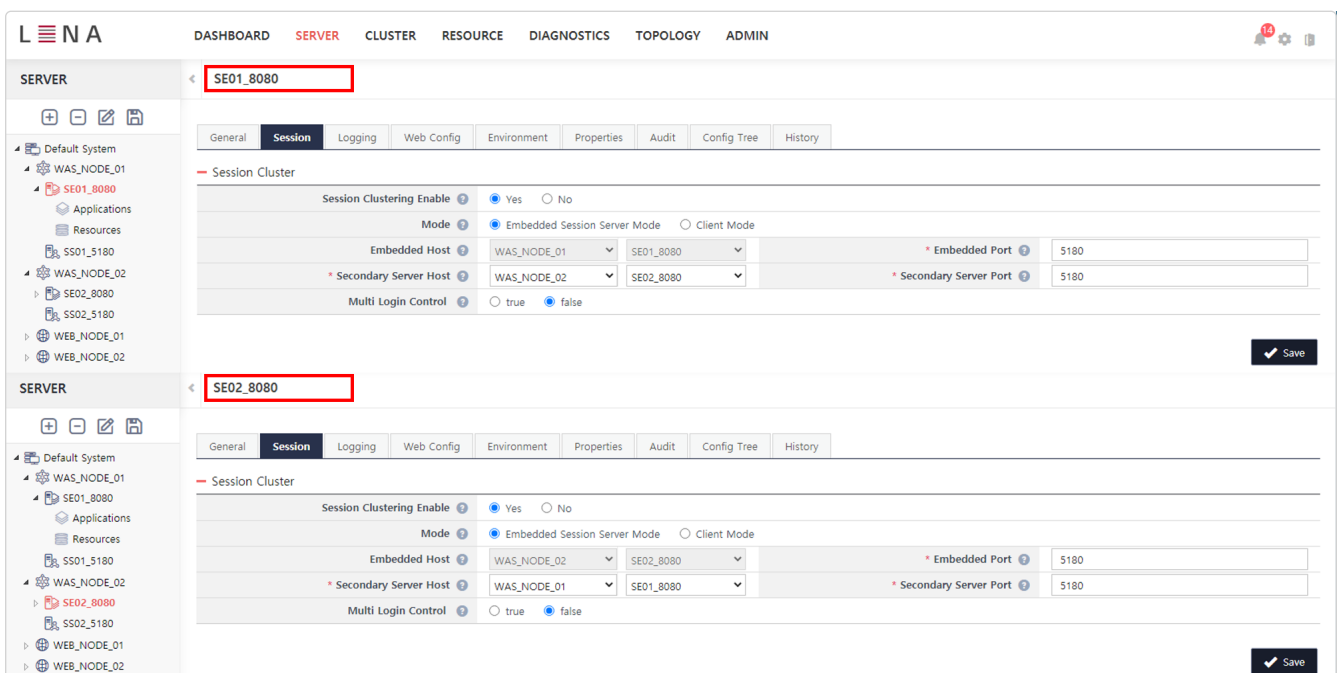 LENA DASHBOARD SERVER CLUSTER RESOURCE DIAGNOSTICS TOPOLOGY ADMIN 14
SERVER SE01_8080
General Session Logging Web Config Environment Properties Audit Config Tree History
Default System
WAS_NODE_01
SE01_8080
Applications
Resources
SS01_5180
WAS_NODE_02
SE02_8080
SS02_5180
WEB_NODE_01
WEB_NODE_02
Session Cluster
Session Clustering Enable ? Yes No
Mode ? Embedded Session Server Mode Client Mode
Embedded Host ? WAS_NODE_01 SE01_8080 * Embedded Port ? 5180
* Secondary Server Host ? WAS_NODE_02 SE02_8080 * Secondary Server Port ? 5180
Multi Login Control ? true false
Save
SERVER SE02_8080
General Session Logging Web Config Environment Properties Audit Config Tree History
Default System
WAS_NODE_01
SE01_8080
Applications
Resources
SS01_5180
WAS_NODE_02
SE02_8080
SS02_5180
WEB_NODE_01
WEB_NODE_02
Session Cluster
Session Clustering Enable ? Yes No
Mode ? Embedded Session Server Mode Client Mode
Embedded Host ? WAS_NODE_02 SE02_8080 * Embedded Port ? 5180
* Secondary Server Host ? WAS_NODE_01 SE01_8080 * Secondary Server Port ? 5180
Multi Login Control ? true false
Save